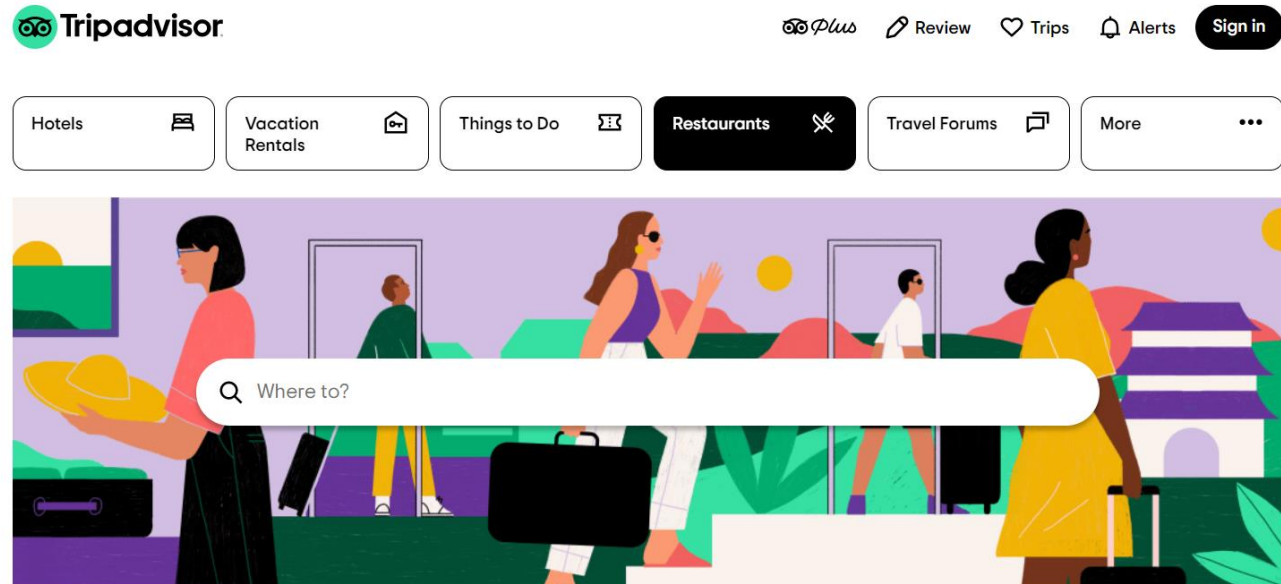 Tripadvisor
Plus
Review
Trips
Alerts
Sign in
Hotels
Vacation
Rentals
Things to Do
Restaurants
Travel Forums
More
Where to?